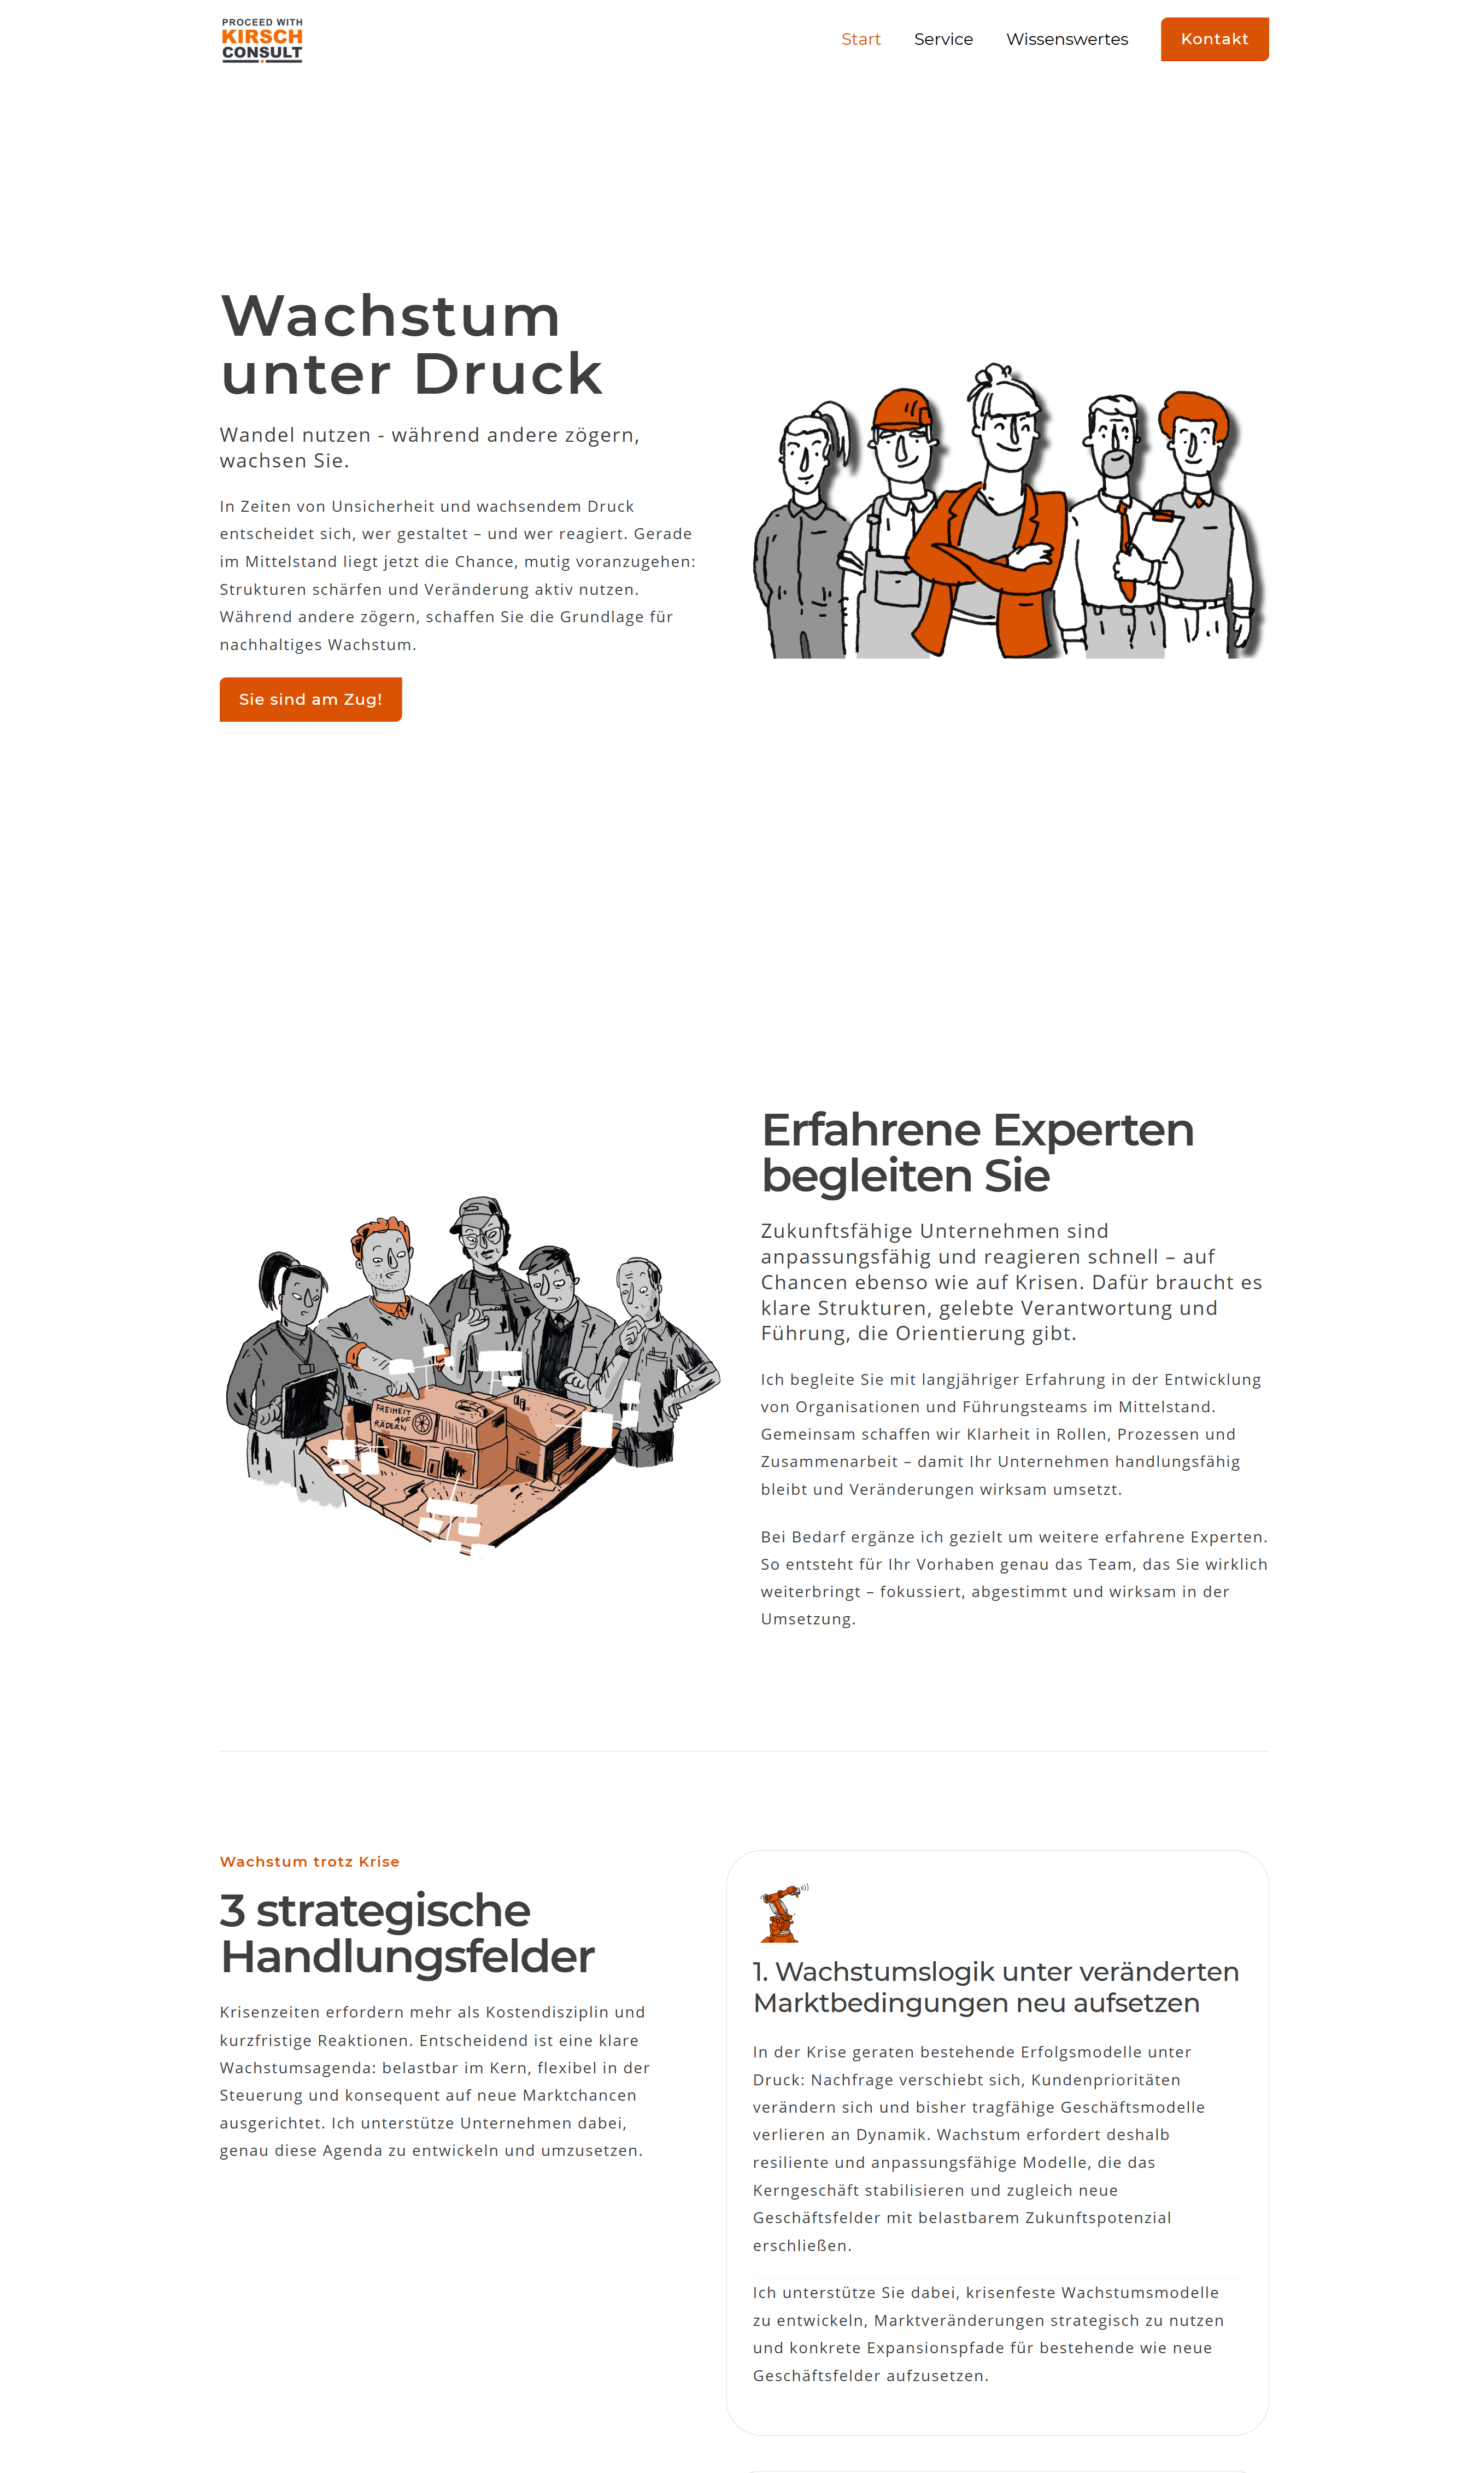 PROCEED WITH
KIRSCH
CONSULT
Start
Service
Wissenswertes
Kontakt
Wachstum
unter Druck
Wandel nutzen - während andere zögern,
wachsen Sie.
In Zeiten von Unsicherheit und wachsendem Druck
entscheidet sich, wer gestaltet – und wer reagiert. Gerade
im Mittelstand liegt jetzt die Chance, mutig voranzugehen:
Strukturen schärfen und Veränderung aktiv nutzen.
Während andere zögern, schaffen Sie die Grundlage für
nachhaltiges Wachstum.
Sie sind am Zug!
FREIHEIT
AUF
RÄDERN
Erfahrene Experten
begleiten Sie
Zukunftsfähige Unternehmen sind
anpassungsfähig und reagieren schnell – auf
Chancen ebenso wie auf Krisen. Dafür braucht es
klare Strukturen, gelebte Verantwortung und
Führung, die Orientierung gibt.
Ich begleite Sie mit langjähriger Erfahrung in der Entwicklung
von Organisationen und Führungsteams im Mittelstand.
Gemeinsam schaffen wir Klarheit in Rollen, Prozessen und
Zusammenarbeit – damit Ihr Unternehmen handlungsfähig
bleibt und Veränderungen wirksam umsetzt.
Bei Bedarf ergänze ich gezielt um weitere erfahrene Experten.
So entsteht für Ihr Vorhaben genau das Team, das Sie wirklich
weiterbringt – fokussiert, abgestimmt und wirksam in der
Umsetzung.
Wachstum trotz Krise
3 strategische
Handlungsfelder
Krisenzeiten erfordern mehr als Kostendisziplin und
kurzfristige Reaktionen. Entscheidend ist eine klare
Wachstumsagenda: belastbar im Kern, flexibel in der
Steuerung und konsequent auf neue Marktchancen
ausgerichtet. Ich unterstütze Unternehmen dabei,
genau diese Agenda zu entwickeln und umzusetzen.
1. Wachstumslogik unter veränderten
Marktbedingungen neu aufsetzen
In der Krise geraten bestehende Erfolgsmodelle unter
Druck: Nachfrage verschiebt sich, Kundenprioritäten
verändern sich und bisher tragfähige Geschäftsmodelle
verlieren an Dynamik. Wachstum erfordert deshalb
resiliente und anpassungsfähige Modelle, die das
Kerngeschäft stabilisieren und zugleich neue
Geschäftsfelder mit belastbarem Zukunftspotenzial
erschließen.
Ich unterstütze Sie dabei, krisenfeste Wachstumsmodelle
zu entwickeln, Marktveränderungen strategisch zu nutzen
und konkrete Expansionspfade für bestehende wie neue
Geschäftsfelder aufzusetzen.